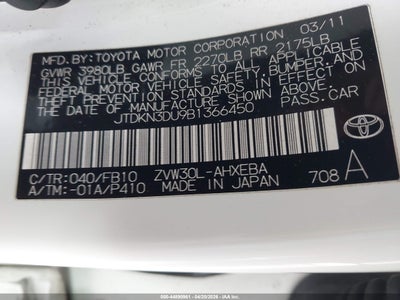 MFD. BY: TOYOTA MOTOR CORPORATION 03/11
GVWR 3980LB GAWR FR 2270LB RR 2175LB
THIS VEHICLE CONFORMS TO ALL APPLICABLE
FEDERAL MOTOR VEHICLE SAFETY, BUMPER, AND
THEFT PREVENTION STANDARDS IN EFFECT ON
THE DATE OF MANUFACTURE SHOWN ABOVE.
JTDKN3DU9B1366450 PASS.CAR
C/TR:040/FB10 ZVW30L-AHXEBA
A/TM:-01A/P410 MADE IN JAPAN 708 A
TOYOTA